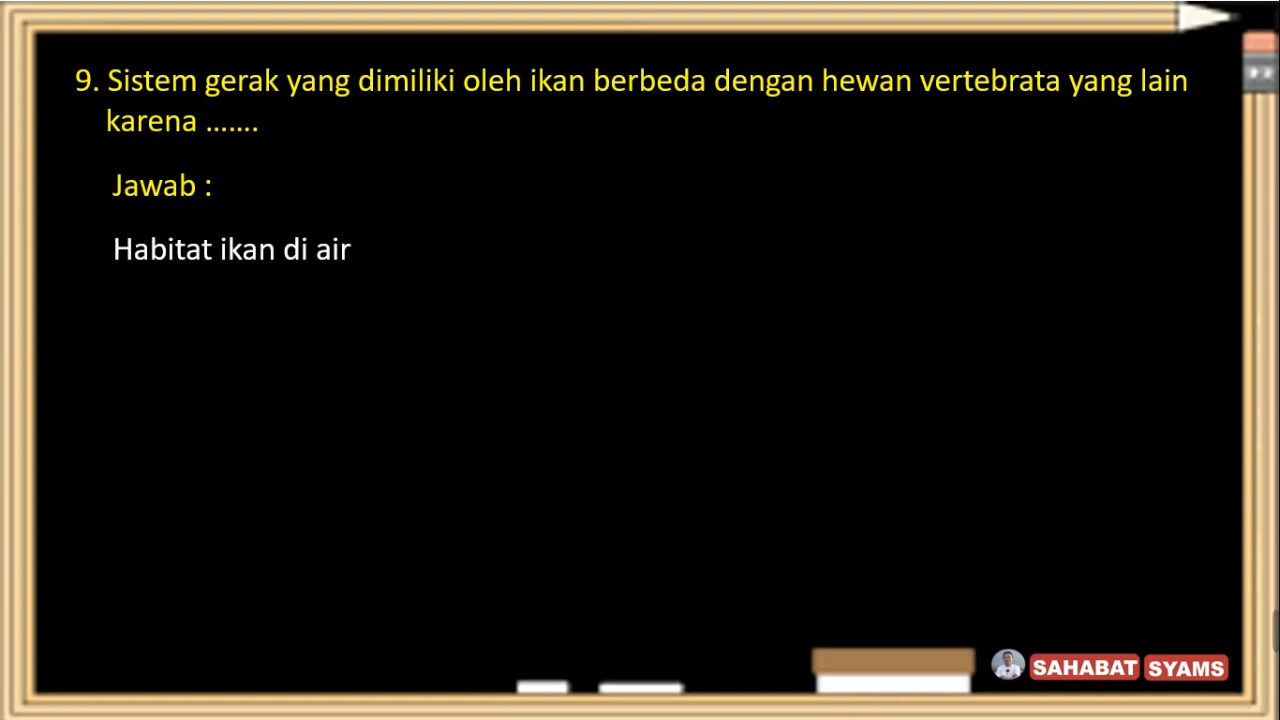 9. Sistem gerak yang dimiliki oleh ikan berbeda dengan hewan vertebrata yang lain
karena .......
Jawab :
Habitat ikan di air
SAHABAT SYAMS